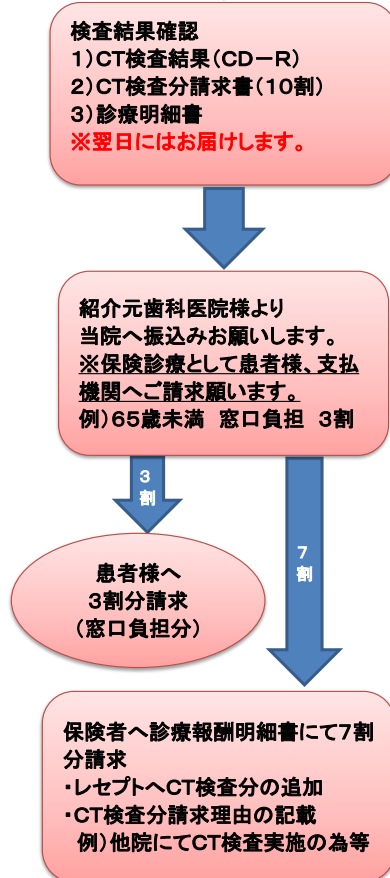 検査結果確認
1)CT検査結果(CD－R)
2)CT検査分請求書(10割)
3)診療明細書
※翌日にはお届けします。
紹介元歯科医院様より
当院へ振込みお願いします。
※保険診療として患者様、支払
機関へご請求願います。
例)65歳未満 窓口負担 3割
3
割
7
割
患者様へ
3割分請求
(窓口負担分)
保険者へ診療報酬明細書にて7割
分請求
・レセプトへCT検査分の追加
・CT検査分請求理由の記載
例)他院にてCT検査実施の為等